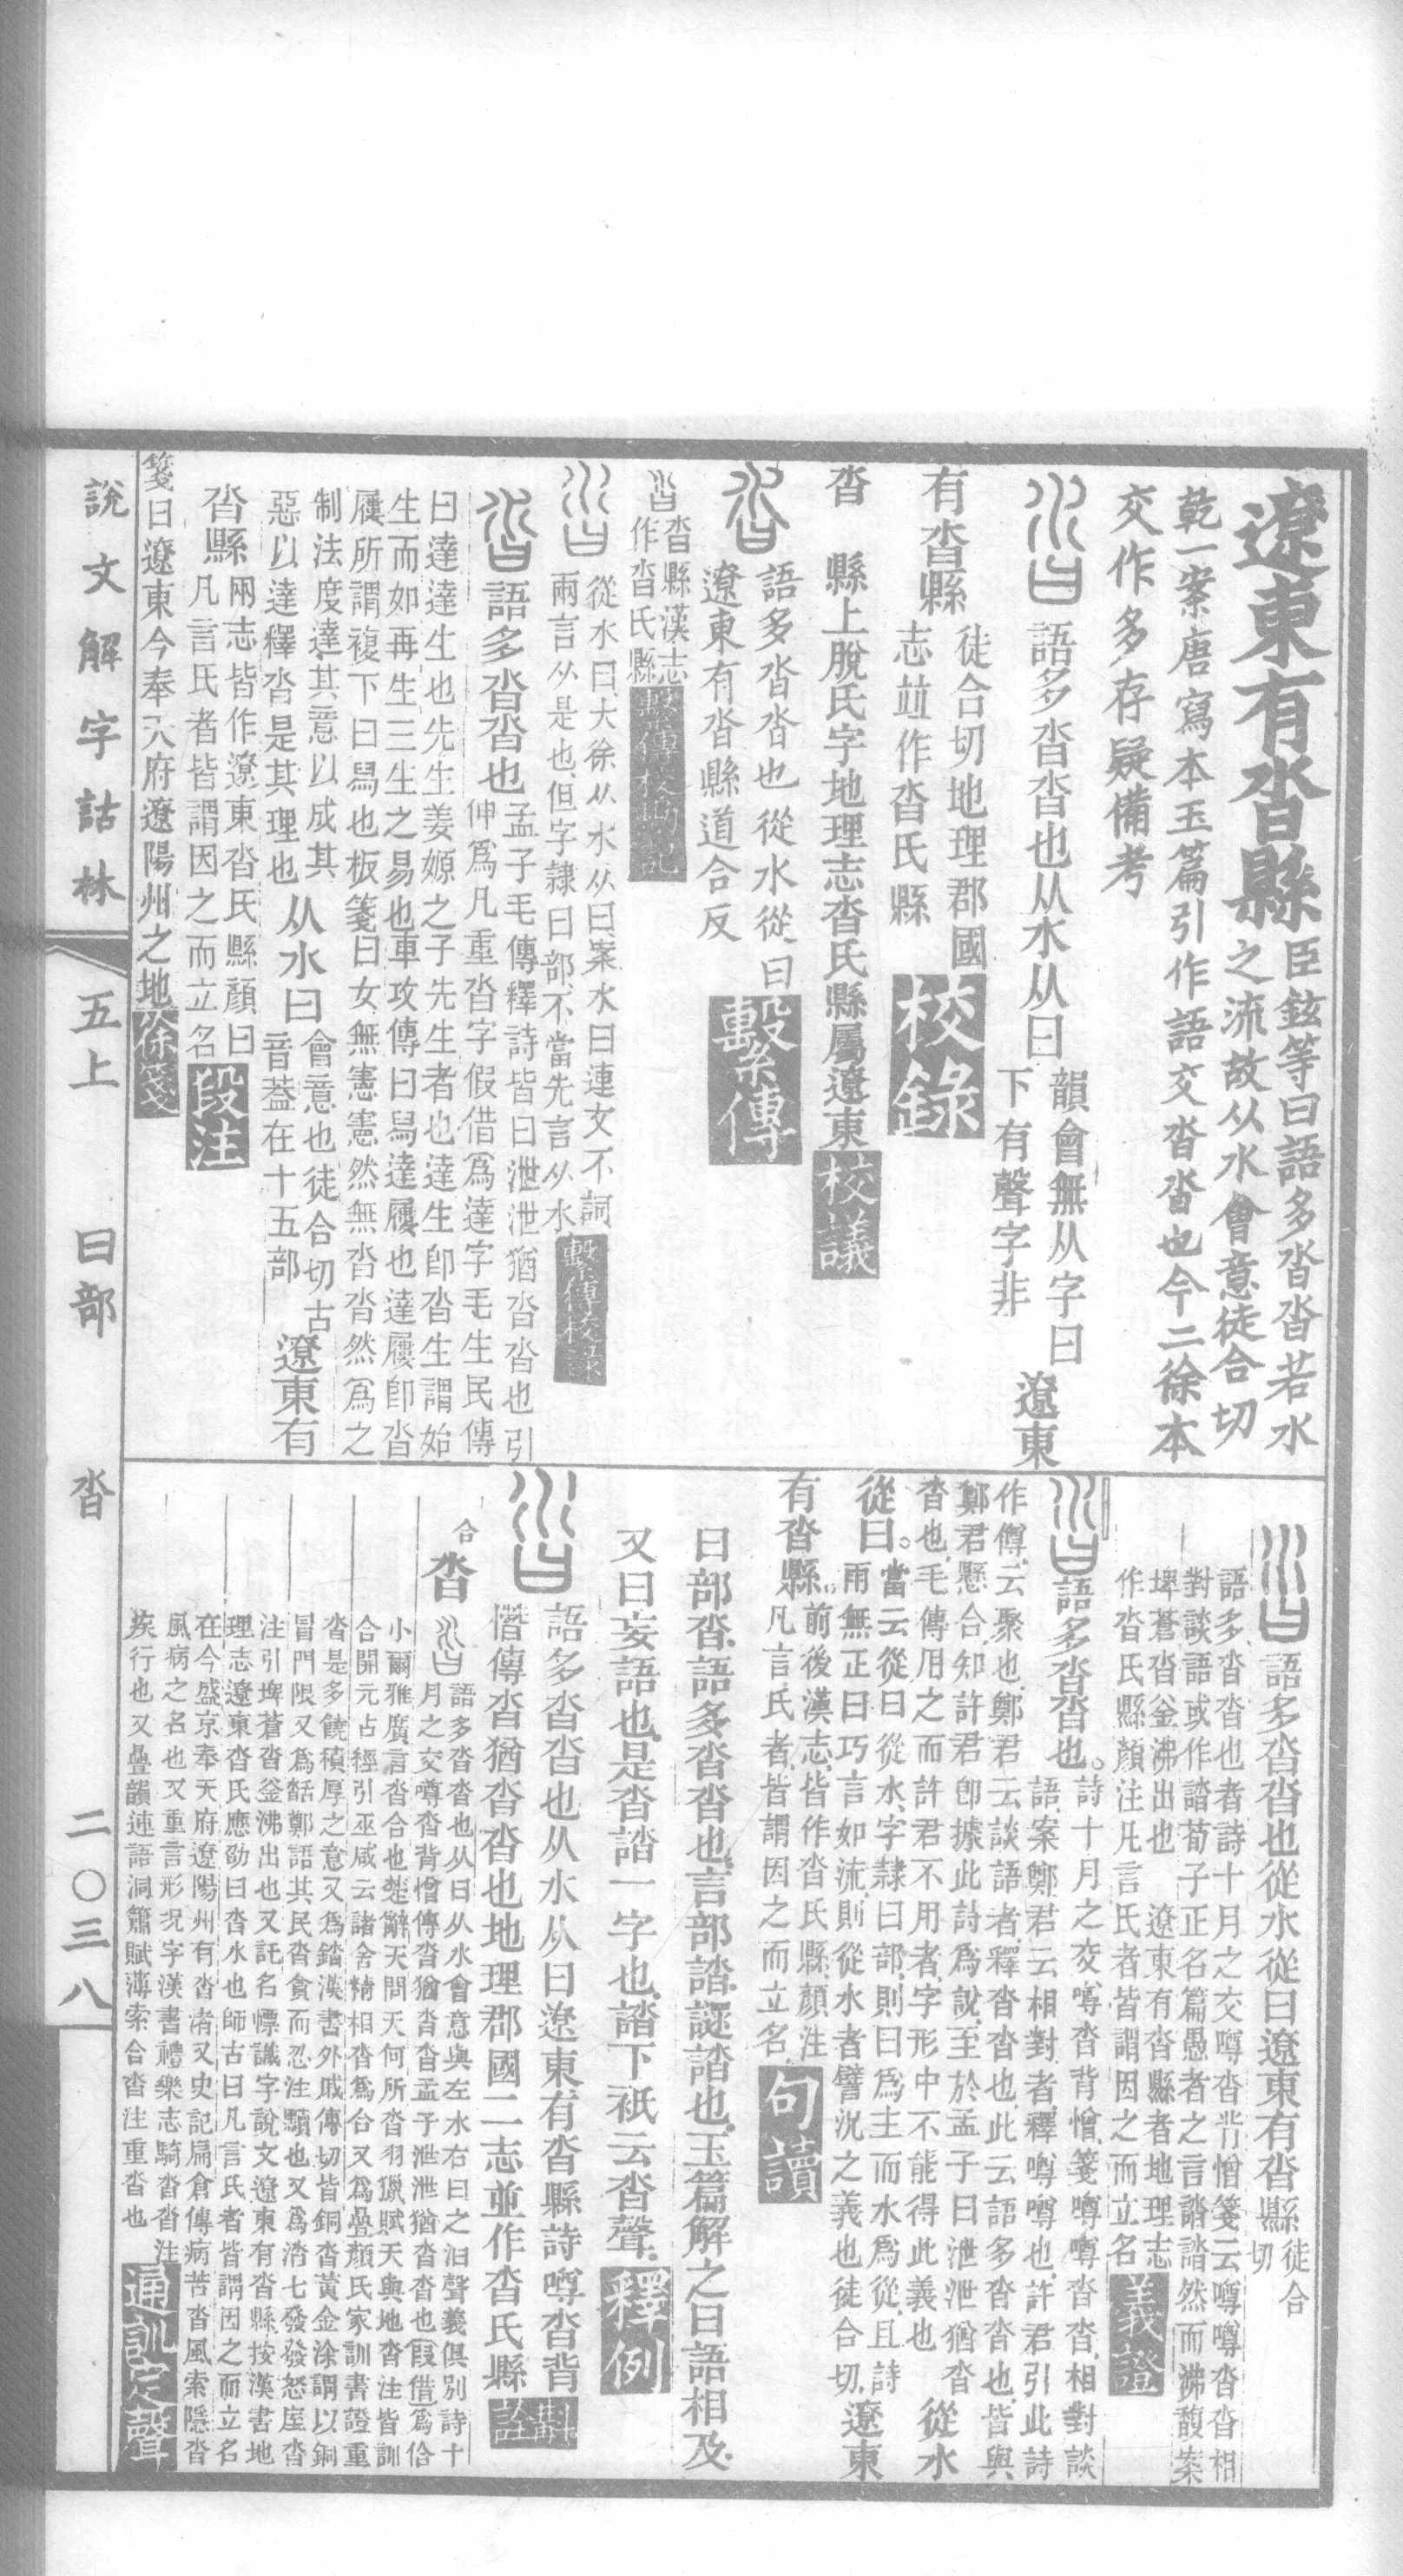 遼東有沓縣
臣鉉等曰語多沓沓若水
之流故从水會意徒合切
乾一案唐寫本玉篇引作語交沓沓也今二徐本
交作多存疑備考
語多沓沓也从水从曰
韻會無从字曰
下有聲字非
遼東
有沓縣
徒合切地理郡國
志竝作沓氏縣
校錄
沓 縣上脫氏字地理志沓氏縣屬遼東
校議
語多沓沓也從水從曰
遼東有沓縣道合反
繫傳
沓縣漢志
作沓氏縣
繫傳校勘記
從水曰大徐从水从曰案水曰連文不詞
兩言从是也但字隸曰部不當先言从水
繫傳校錄
語多沓沓也
孟子毛傳釋詩皆曰泄泄猶沓沓也引
伸爲凡重沓字假借爲達字毛生民傳
曰達達生也先生姜嫄之子先生者也達生卽沓生謂始
生而如再生三生之易也車攻傳曰舄達屨也達屨卽沓
屨所謂複下曰舄也板箋曰女無憲憲然無沓沓然爲之
制法度達其意以成其
惡以達釋沓是其理也
从水曰
會意也徒合切古
音葢在十五部
遼東有
沓縣
兩志皆作遼東沓氏縣顏曰
凡言氏者皆謂因之而立名
段注
箋曰遼東今奉天府遼陽州之地
徐箋
語多沓沓也從水從曰遼東有沓縣
徒合
切
語多沓沓也者詩十月之交噂沓背憎箋云噂噂沓沓相
對談語或作誻荀子正名篇愚者之言誻誻然而沸馥案
埤蒼沓釜沸出也 遼東有沓縣者地理志
作沓氏縣顏注凡言氏者皆謂因之而立名
義證
語多沓沓也。
詩十月之交噂沓背憎箋噂噂沓沓相對談
語案鄭君云相對者釋噂噂也許君引此詩
作僔云聚也鄭君云談語者釋沓沓也此云語多沓沓也皆與
鄭君懸合知許君卽據此詩爲說至於孟子曰泄泄猶沓
沓也毛傳用之而許君不用者字形中不能得此義也
從水
從曰。
當云從曰從水字隸曰部則曰爲主而水爲從且詩
雨無正曰巧言如流則從水者譬況之義也徒合切
遼東
有沓縣。
前後漢志皆作沓氏縣顏注
凡言氏者皆謂因之而立名
句讀
曰部沓語多沓沓也言部誻䜚誻也玉篇解之曰語相及
又曰妄語也是沓誻一字也誻下衹云沓聲
釋例
語多沓沓也从水从曰遼東有沓縣詩噂沓背
憎傳沓猶沓沓也地理郡國二志並作沓氏縣
斠詮
合
沓
語多沓沓也从曰从水會意與左水右曰之汨聲義俱別詩十
月之交噂沓背憎傳沓猶沓沓孟子泄泄猶沓沓也叚借爲佮
小爾雅廣言沓合也楚辭天問天何所沓羽獵賦天與地沓注皆訓
合開元占經引巫咸云諸舍精相沓爲合又爲疊顏氏家訓書證重
沓是多饒積厚之意又爲錔漢書外戚傳切皆銅沓黃金涂謂以銅
冒門限又爲䛡鄭語其民沓貪而忍注黷也又爲涾七發發怒庢沓
注引埤蒼沓釜沸出也又託名幖識字說文遼東有沓縣按漢書地
理志遼東沓氏應劭曰沓水也師古曰凡言氏者皆謂因之而立名
在今盛京奉天府遼陽州有沓渚又史記扁倉傳病苦沓風索隱沓
風病之名也又重言形況字漢書禮樂志騎沓沓注
疾行也又疊韻連語洞簫賦薄索合沓注重沓也
通訓定聲
說文解字詁林
五上
曰部
沓
二〇三八